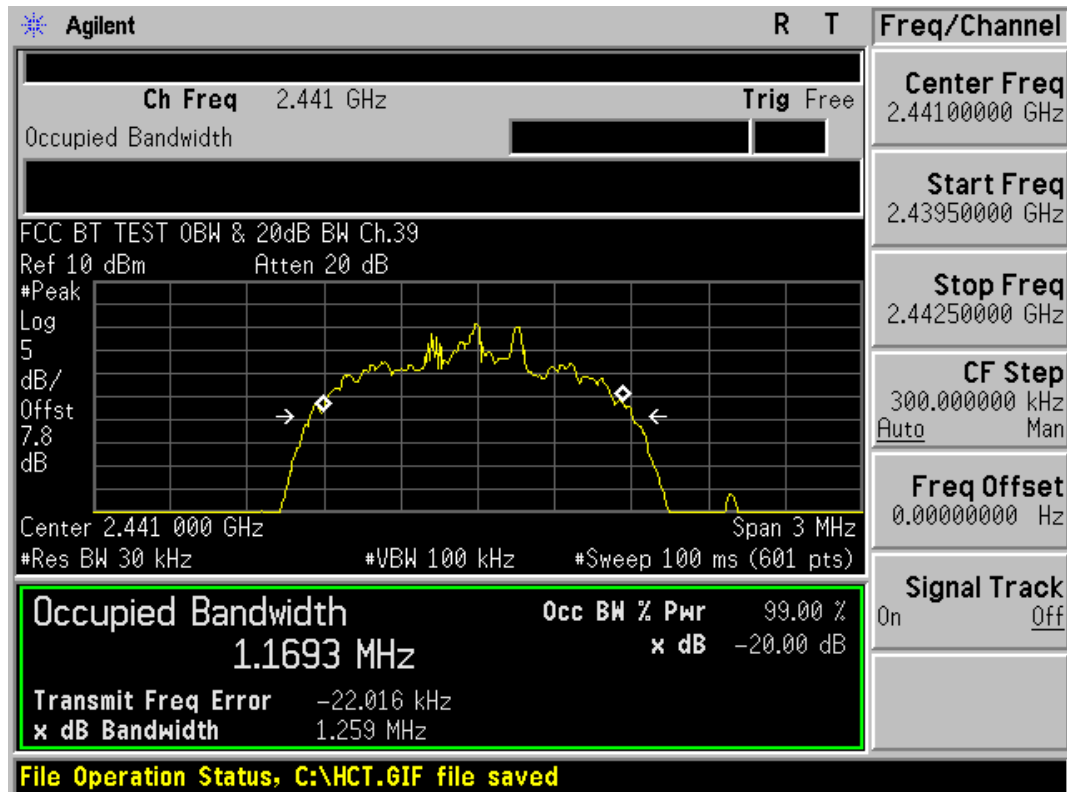 Agilent R T Freq/Channel
Ch Freq 2.441 GHz Trig Free
Occupied Bandwidth
Center Freq
2.44100000 GHz
Start Freq
2.43950000 GHz
Stop Freq
2.44250000 GHz
CF Step
300.000000 kHz
Auto Man
Freq Offset
0.00000000 Hz
Signal Track
On Off
FCC BT TEST OBW & 20dB BW Ch.39
Ref 10 dBm Atten 20 dB
#Peak
Log
5
dB/
Offst
7.8
dB
Center 2.441 000 GHz Span 3 MHz
#Res BW 30 kHz #VBW 100 kHz #Sweep 100 ms (601 pts)
Occupied Bandwidth Occ BW % Pwr 99.00 %
1.1693 MHz x dB -20.00 dB
Transmit Freq Error -22.016 kHz
x dB Bandwidth 1.259 MHz
File Operation Status, C:\HCT.GIF file saved